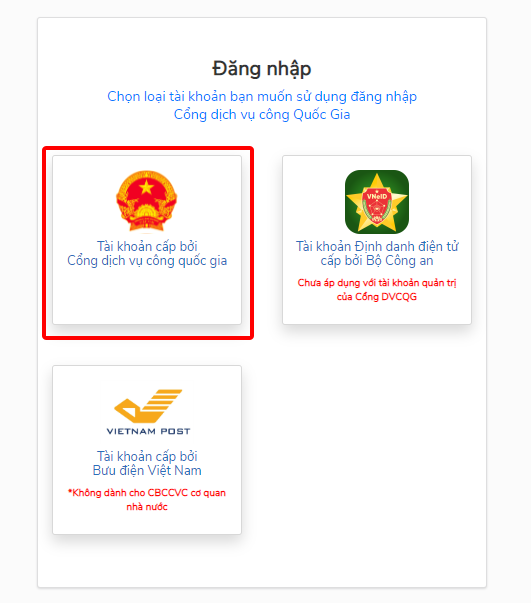 Đăng nhập
Chọn loại tài khoản bạn muốn sử dụng đăng nhập
Cổng dịch vụ công Quốc Gia
Tài khoản cấp bởi
Cổng dịch vụ công quốc gia
VNeID
Tài khoản Định danh điện tử
cấp bởi Bộ Công an
Chưa áp dụng với tài khoản quản trị
của Cổng DVCQG
VIETNAM POST
Tài khoản cấp bởi
Bưu điện Việt Nam
*Không dành cho CBCCVC cơ quan
nhà nước